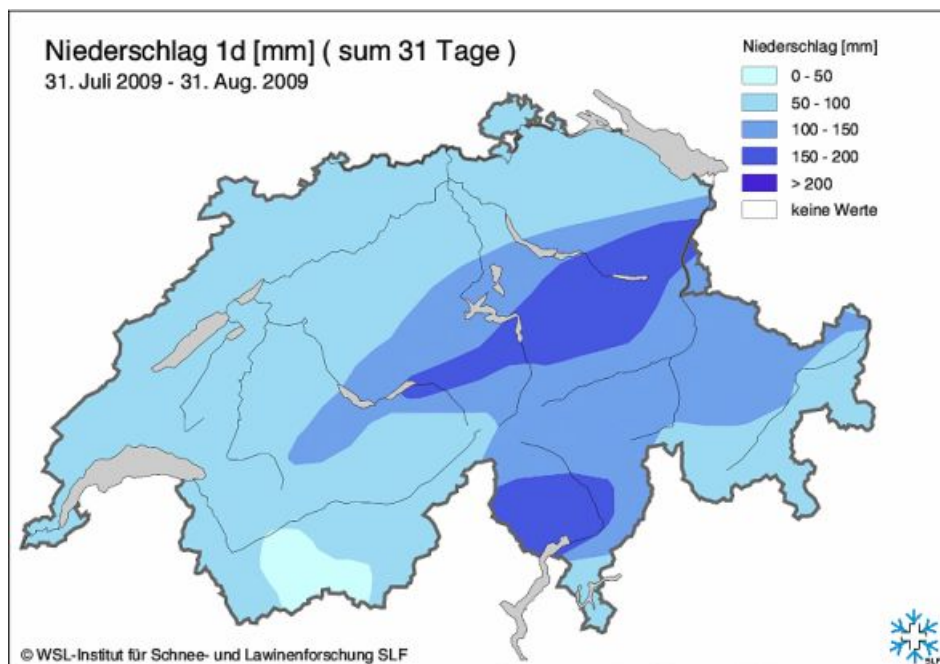 Niederschlag 1d [mm] ( sum 31 Tage )
31. Juli 2009 - 31. Aug. 2009
Niederschlag [mm]
0 - 50
50 - 100
100 - 150
150 - 200
> 200
keine Werte
© WSL-Institut für Schnee- und Lawinenforschung SLF
SLF